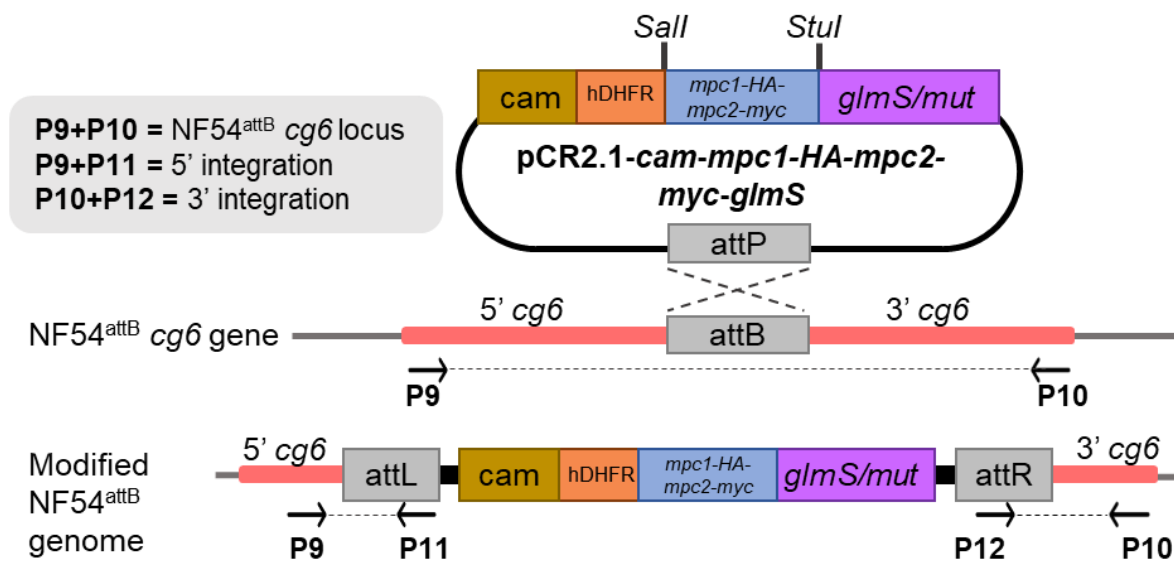 SalI StuI
cam hDHFR mpc1-HA- glmS/mut
mpc2-myc
P9+P10 = NF54attB cg6 locus
P9+P11 = 5’ integration
P10+P12 = 3’ integration
pCR2.1-cam-mpc1-HA-mpc2-
myc-glmS
attP
5’ cg6 3’ cg6
NF54attB cg6 gene attB
P9 P10
5’ cg6 3’ cg6
Modified
NF54attB
genome
attL cam hDHFR mpc1-HA- glmS/mut attR
mpc2-myc
P9 P11 P12 P10